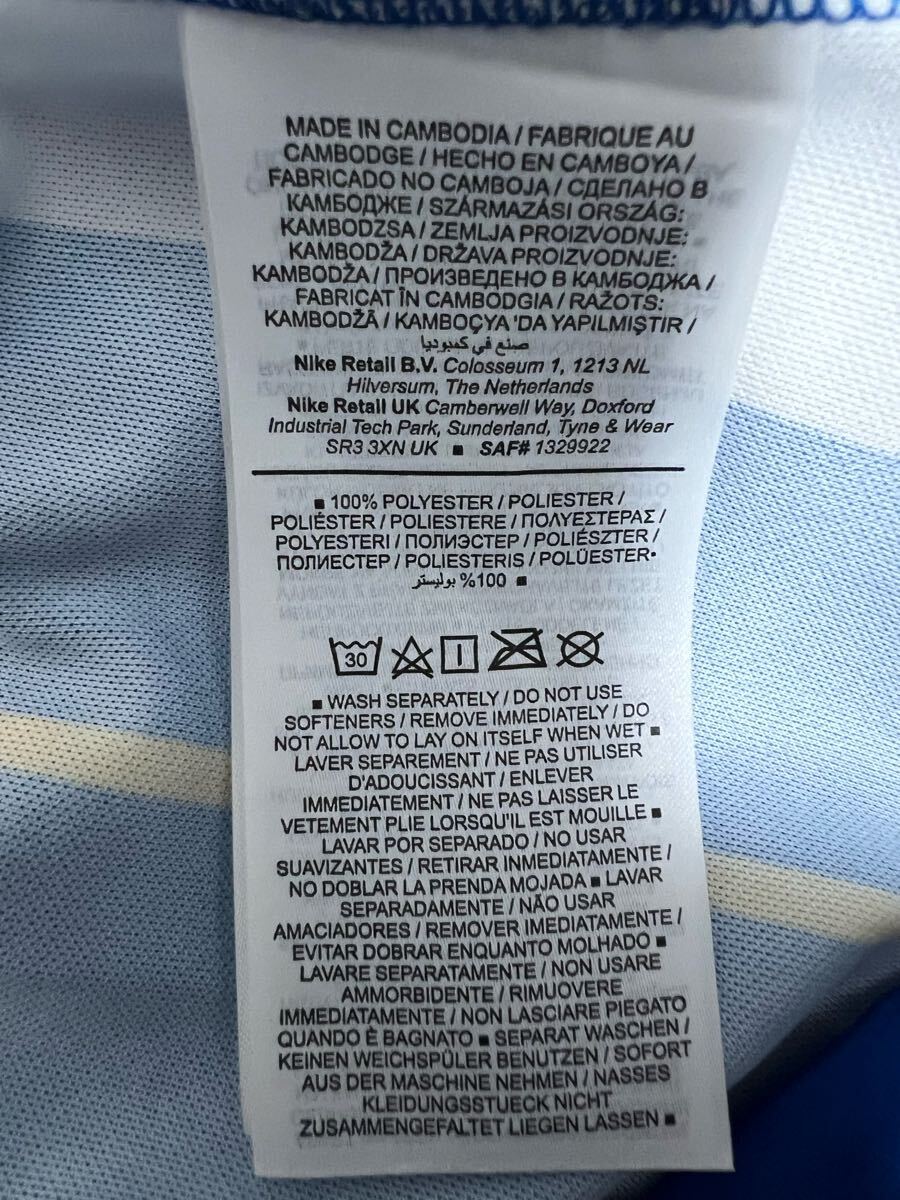 MADE IN CAMBODIA / FABRIQUE AU
CAMBODGE / HECHO EN CAMBOYA /
FABRICADO NO CAMBOJA / СДЕЛАНО В
КАМБОДЖЕ / SZÁRMAZÁSI ORSZÁG:
KAMBODZSA / ZEMLJA PROIZVODNJE:
KAMBODŽA / DRŽAVA PROIZVODNJE:
KAMBODŽA / ПРОИЗВЕДЕНО В КАМБОДЖА /
FABRICAT ÎN CAMBODGIA / RAŽOTS:
KAMBODŽĀ / KAMBOÇYA 'DA YAPILMIŞTIR /
صنع في كمبوديا
Nike Retail B.V. Colosseum 1, 1213 NL
Hilversum, The Netherlands
Nike Retail UK Camberwell Way, Doxford
Industrial Tech Park, Sunderland, Tyne & Wear
SR3 3XN UK ■ SAF# 1329922
■ 100% POLYESTER / POLIESTER /
POLIÉSTER / POLIESTERE / ΠΟΛΥΕΣΤΕΡΑΣ /
POLYESTERI / ПОЛИЭСТЕР / POLIÉSZTER /
ПОЛИЕСТЕР / POLIESTERIS / POLÜESTER•
100% بوليستر ■
30
■ WASH SEPARATELY / DO NOT USE
SOFTENERS / REMOVE IMMEDIATELY / DO
NOT ALLOW TO LAY ON ITSELF WHEN WET ■
LAVER SEPAREMENT / NE PAS UTILISER
D'ADOUCISSANT / ENLEVER
IMMEDIATEMENT / NE PAS LAISSER LE
VETEMENT PLIE LORSQU'IL EST MOUILLE ■
LAVAR POR SEPARADO / NO USAR
SUAVIZANTES / RETIRAR INMEDIATAMENTE /
NO DOBLAR LA PRENDA MOJADA ■ LAVAR
SEPARADAMENTE / NÃO USAR
AMACIADORES / REMOVER IMEDIATAMENTE /
EVITAR DOBRAR ENQUANTO MOLHADO ■
LAVARE SEPARATAMENTE / NON USARE
AMMORBIDENTE / RIMUOVERE
IMMEDIATAMENTE / NON LASCIARE PIEGATO
QUANDO È BAGNATO ■ SEPARAT WASCHEN /
KEINEN WEICHSPÜLER BENUTZEN / SOFORT
AUS DER MASCHINE NEHMEN / NASSES
KLEIDUNGSSTUECK NICHT
ZUSAMMENGEFALTET LIEGEN LASSEN ■